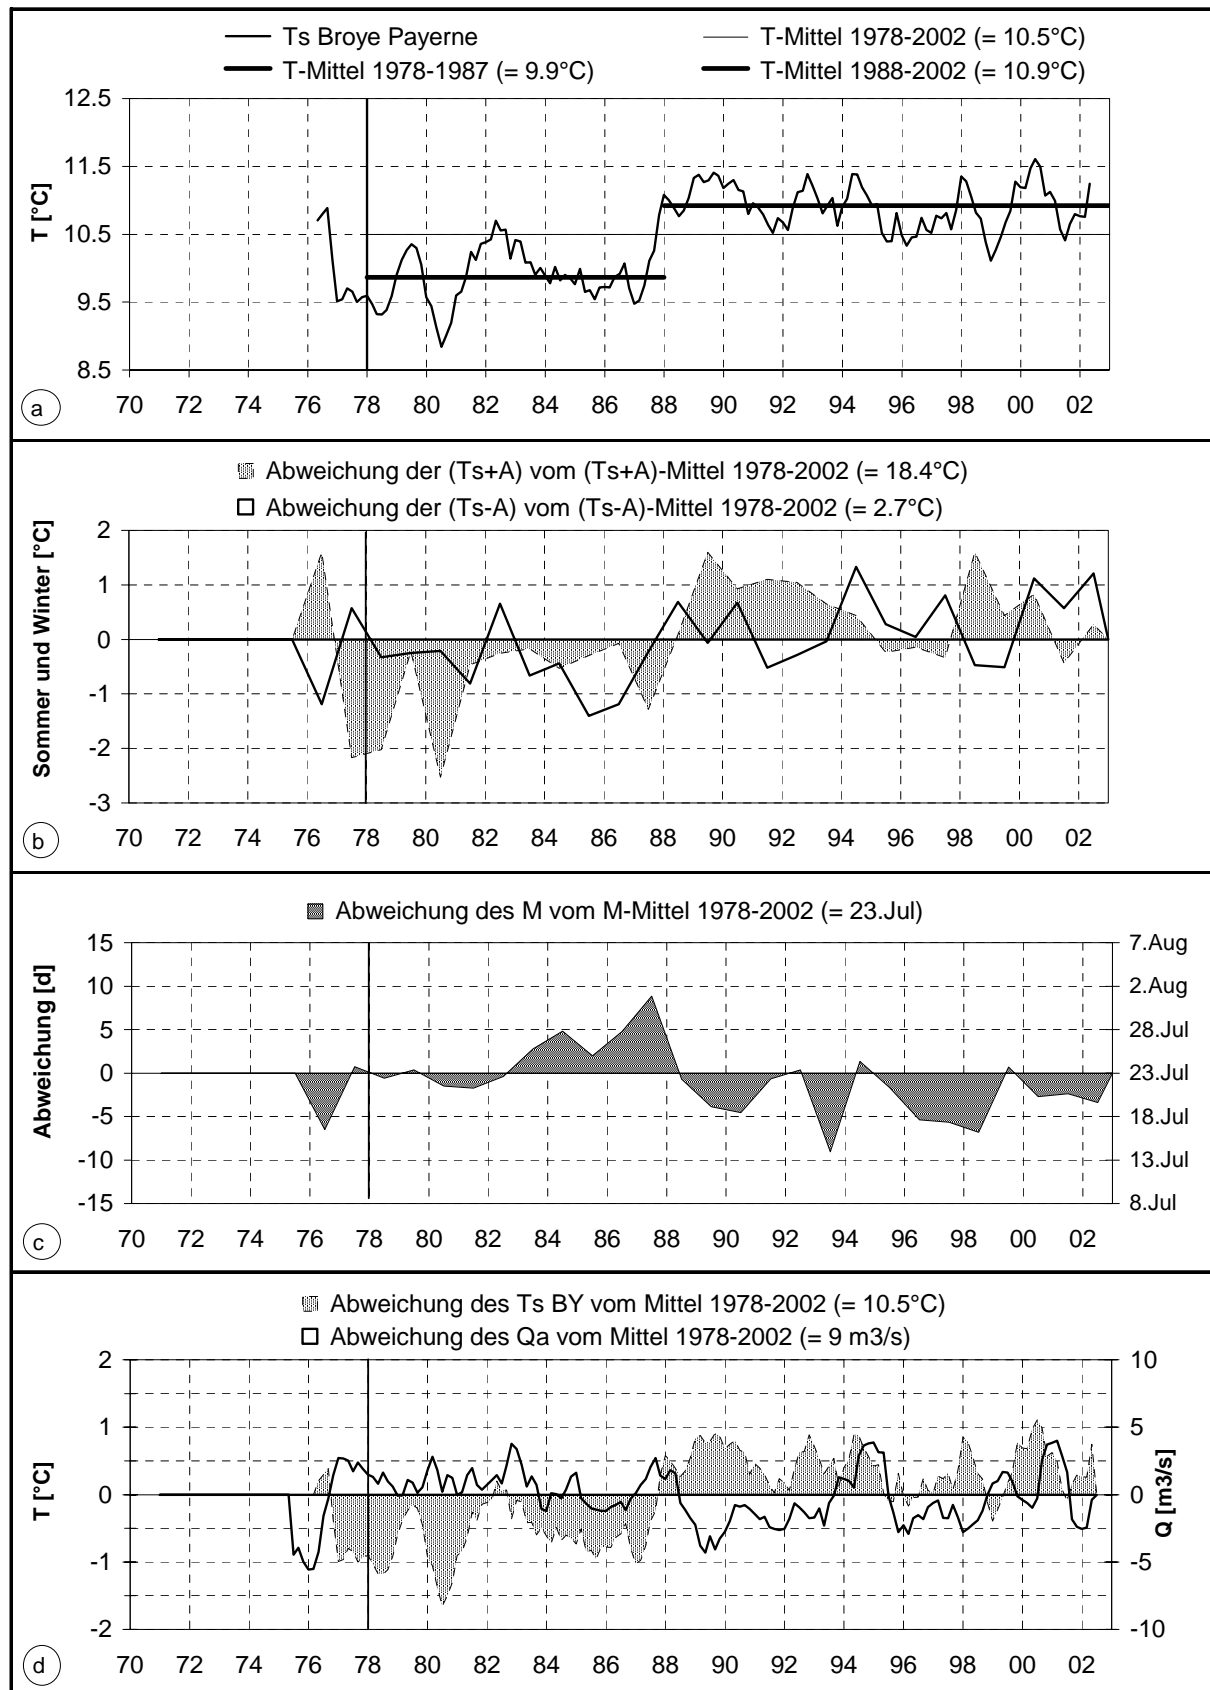 Ts Broye Payerne
T-Mittel 1978-2002 (= 10.5°C)
T-Mittel 1978-1987 (= 9.9°C)
T-Mittel 1988-2002 (= 10.9°C)
T [°C]
12.5
11.5
10.5
9.5
8.5
70 72 74 76 78 80 82 84 86 88 90 92 94 96 98 00 02
a
Abweichung der (Ts+A) vom (Ts+A)-Mittel 1978-2002 (= 18.4°C)
Abweichung der (Ts-A) vom (Ts-A)-Mittel 1978-2002 (= 2.7°C)
Sommer und Winter [°C]
2
1
0
-1
-2
-3
70 72 74 76 78 80 82 84 86 88 90 92 94 96 98 00 02
b
Abweichung des M vom M-Mittel 1978-2002 (= 23.Jul)
Abweichung [d]
15 7.Aug
10 2.Aug
5 28.Jul
0 23.Jul
-5 18.Jul
-10 13.Jul
-15 8.Jul
70 72 74 76 78 80 82 84 86 88 90 92 94 96 98 00 02
c
Abweichung des Ts BY vom Mittel 1978-2002 (= 10.5°C)
Abweichung des Qa vom Mittel 1978-2002 (= 9 m3/s)
T [°C]
2 10
1 5
0 0
-1 -5
-2 -10
Q [m3/s]
70 72 74 76 78 80 82 84 86 88 90 92 94 96 98 00 02
d